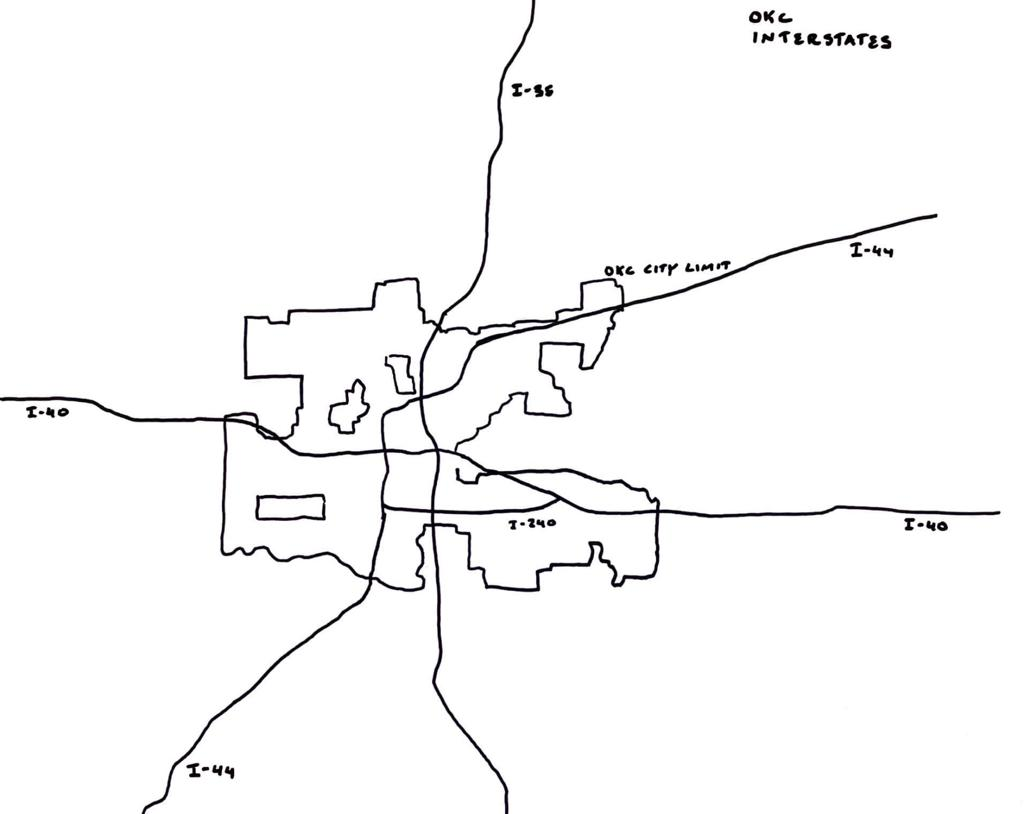 OKC
INTERSTATES
I-35
I-44
OKC CITY LIMIT
I-40
I-240
I-40
I-44